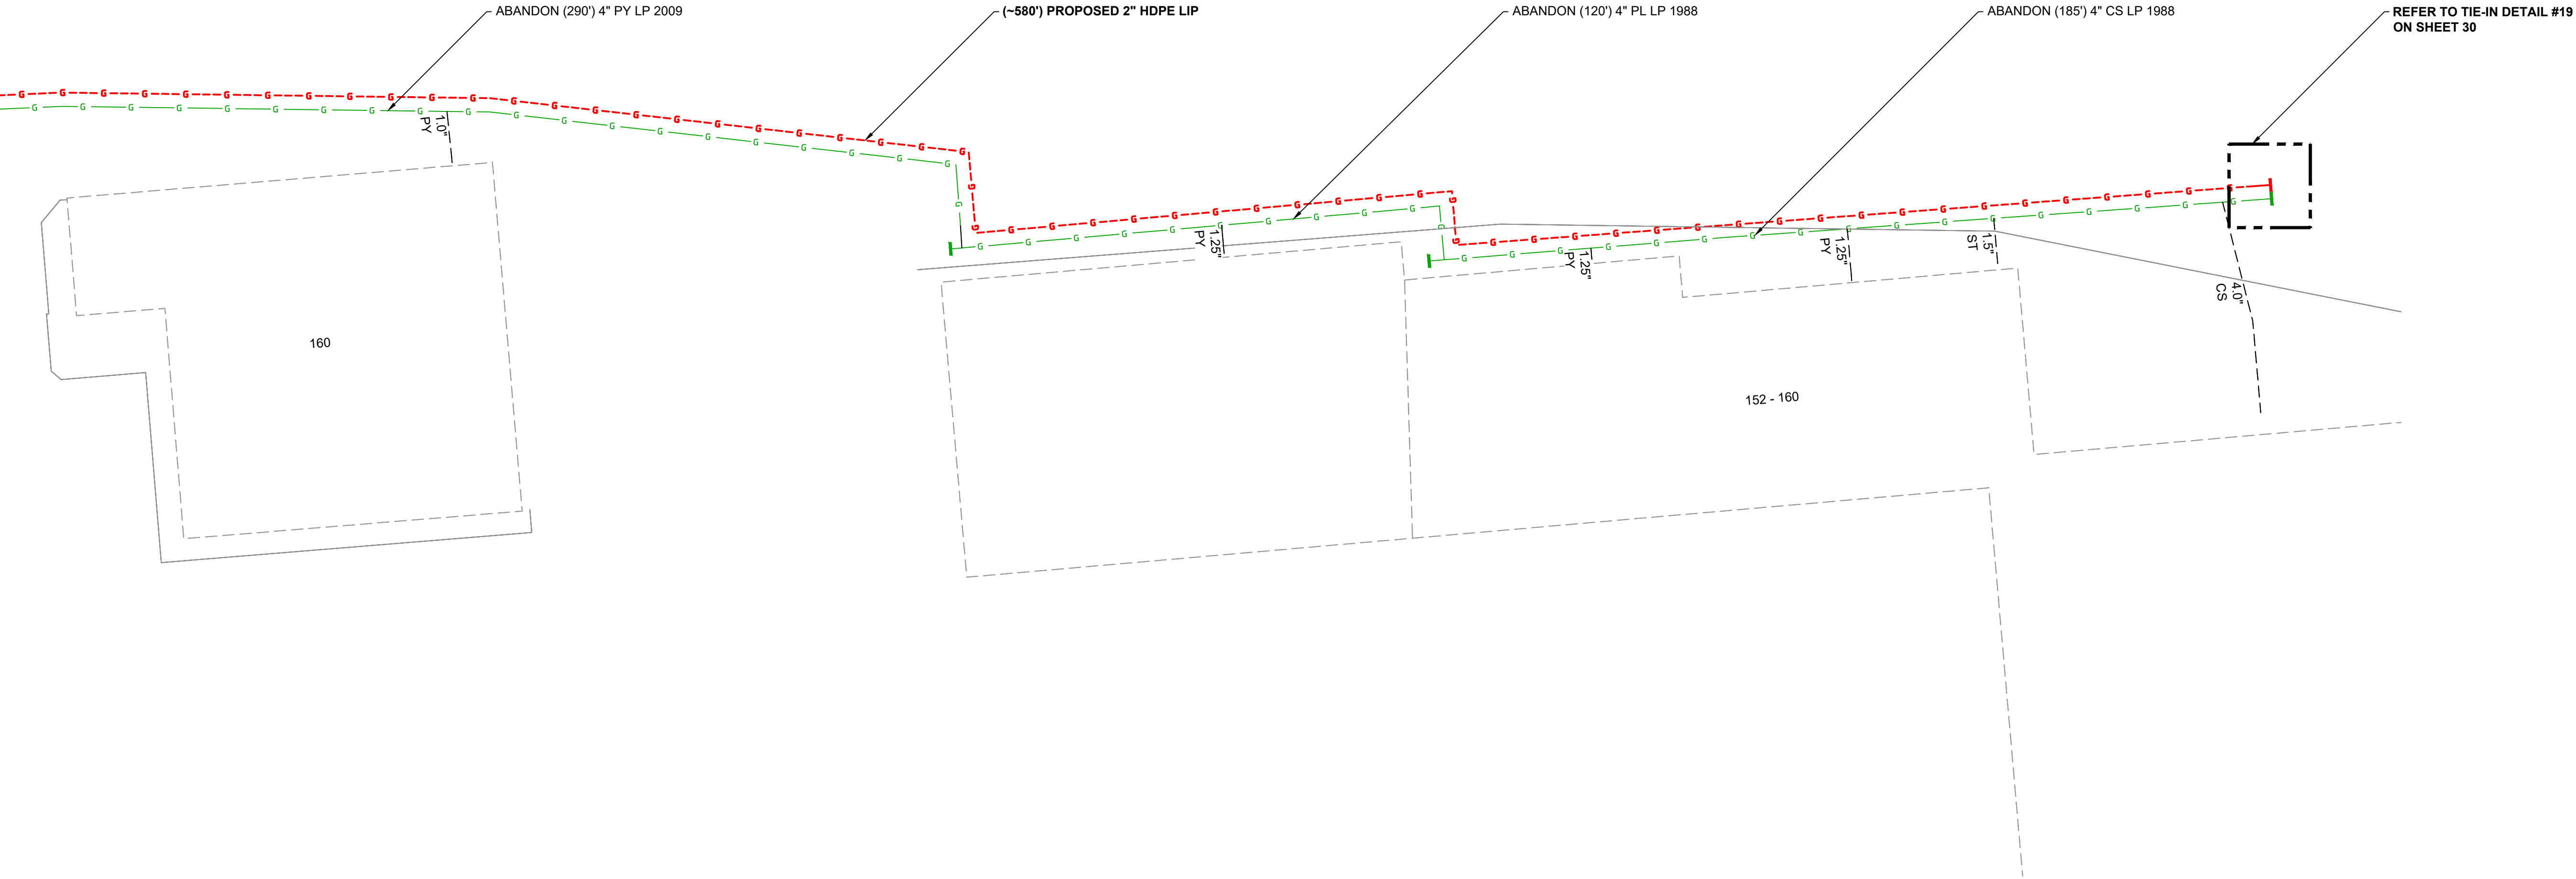 ABANDON (290') 4" PY LP 2009
(~580') PROPOSED 2" HDPE LIP
ABANDON (120') 4" PL LP 1988
ABANDON (185') 4" CS LP 1988
REFER TO TIE-IN DETAIL #19
ON SHEET 30
G G G G G G G G G G G G G G G G G G G G G G G G G G G G G G G G G G G G G G G G G G G G G G G G G G G G G G G G G
G G G G G G G G G G G G G G G G G G G G G G G G G G G G G G G G G G G G G G G G G G G G G G G G G G G
1.0"
PY
1.25"
PY
1.25"
PY
1.25"
PY
1.5"
ST
4.0"
CS
160
152 - 160